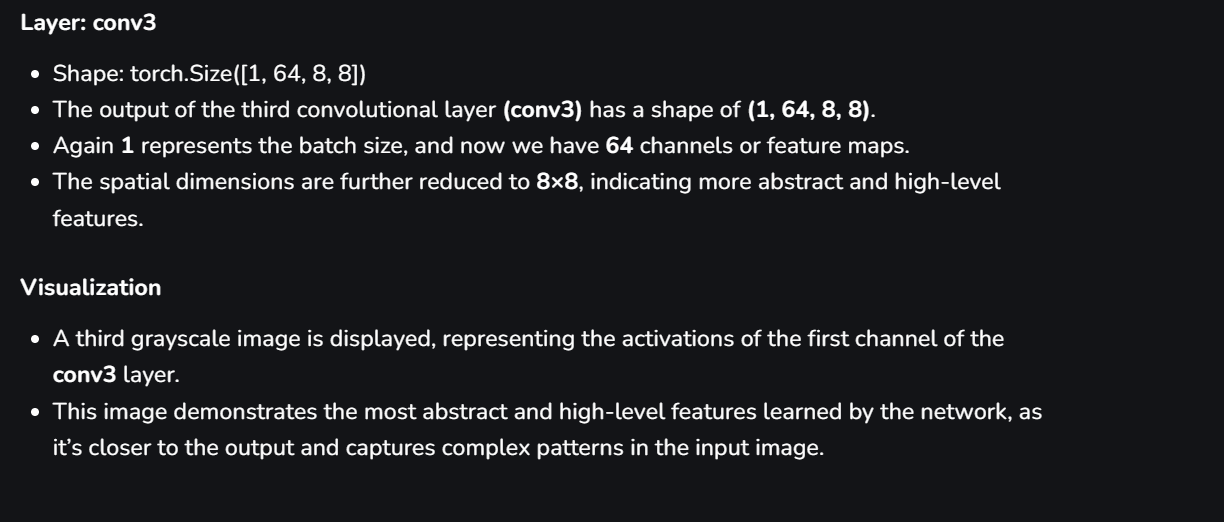 Layer: conv3
• Shape: torch.Size([1, 64, 8, 8])
• The output of the third convolutional layer (conv3) has a shape of (1, 64, 8, 8).
• Again 1 represents the batch size, and now we have 64 channels or feature maps.
• The spatial dimensions are further reduced to 8×8, indicating more abstract and high-level
features.
Visualization
• A third grayscale image is displayed, representing the activations of the first channel of the
conv3 layer.
• This image demonstrates the most abstract and high-level features learned by the network, as
it’s closer to the output and captures complex patterns in the input image.